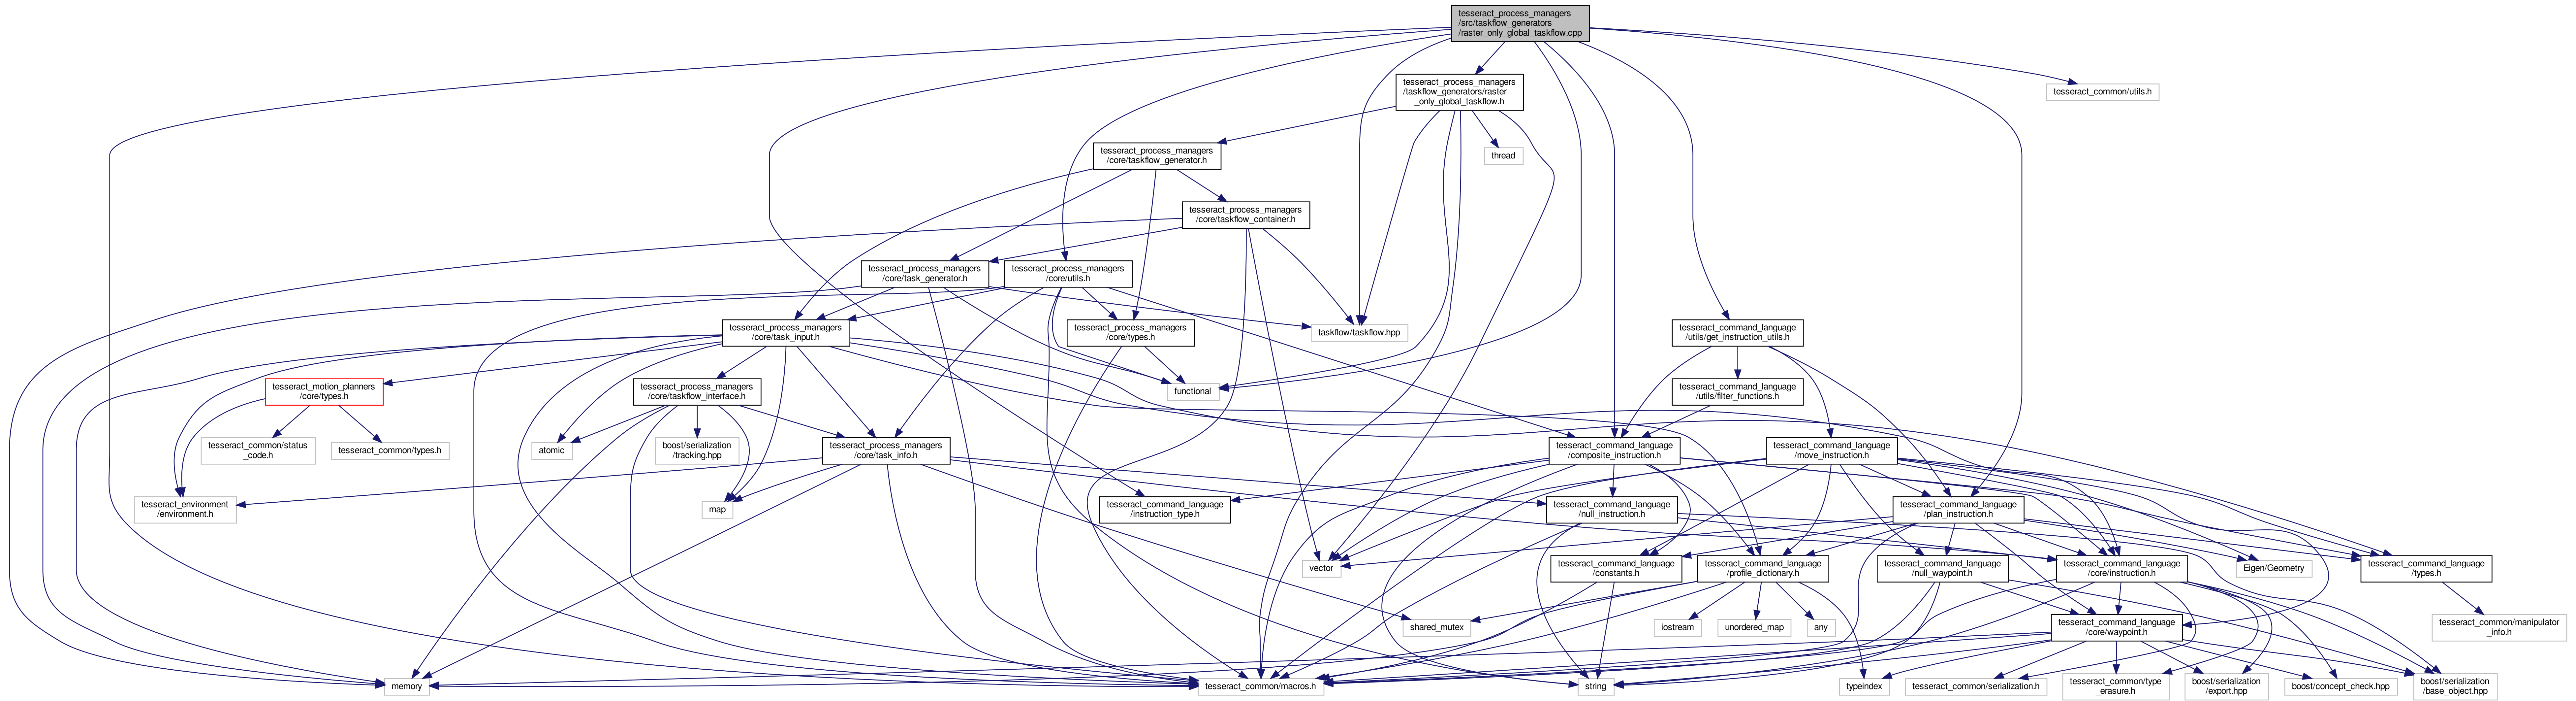 tesseract_process_managers
/src/taskflow_generators
/raster_only_global_taskflow.cpp
tesseract_process_managers
/taskflow_generators/raster
_only_global_taskflow.h
tesseract_common/utils.h
tesseract_process_managers
/core/taskflow_generator.h
thread
tesseract_process_managers
/core/taskflow_container.h
tesseract_process_managers
/core/task_generator.h
tesseract_process_managers
/core/utils.h
tesseract_process_managers
/core/task_input.h
tesseract_process_managers
/core/types.h
taskflow/taskflow.hpp
tesseract_command_language
/utils/get_instruction_utils.h
tesseract_motion_planners
/core/types.h
tesseract_process_managers
/core/taskflow_interface.h
functional
tesseract_command_language
/utils/filter_functions.h
tesseract_common/status
_code.h
tesseract_common/types.h
atomic
boost/serialization
/tracking.hpp
tesseract_process_managers
/core/task_info.h
tesseract_command_language
/composite_instruction.h
tesseract_command_language
/move_instruction.h
tesseract_environment
/environment.h
map
tesseract_command_language
/instruction_type.h
tesseract_command_language
/null_instruction.h
tesseract_command_language
/plan_instruction.h
vector
tesseract_command_language
/constants.h
tesseract_command_language
/profile_dictionary.h
tesseract_command_language
/null_waypoint.h
tesseract_command_language
/core/instruction.h
Eigen/Geometry
tesseract_command_language
/types.h
shared_mutex
iostream
unordered_map
any
tesseract_command_language
/core/waypoint.h
tesseract_common/manipulator
_info.h
memory
tesseract_common/macros.h
string
typeindex
tesseract_common/serialization.h
tesseract_common/type
_erasure.h
boost/serialization
/export.hpp
boost/concept_check.hpp
boost/serialization
/base_object.hpp